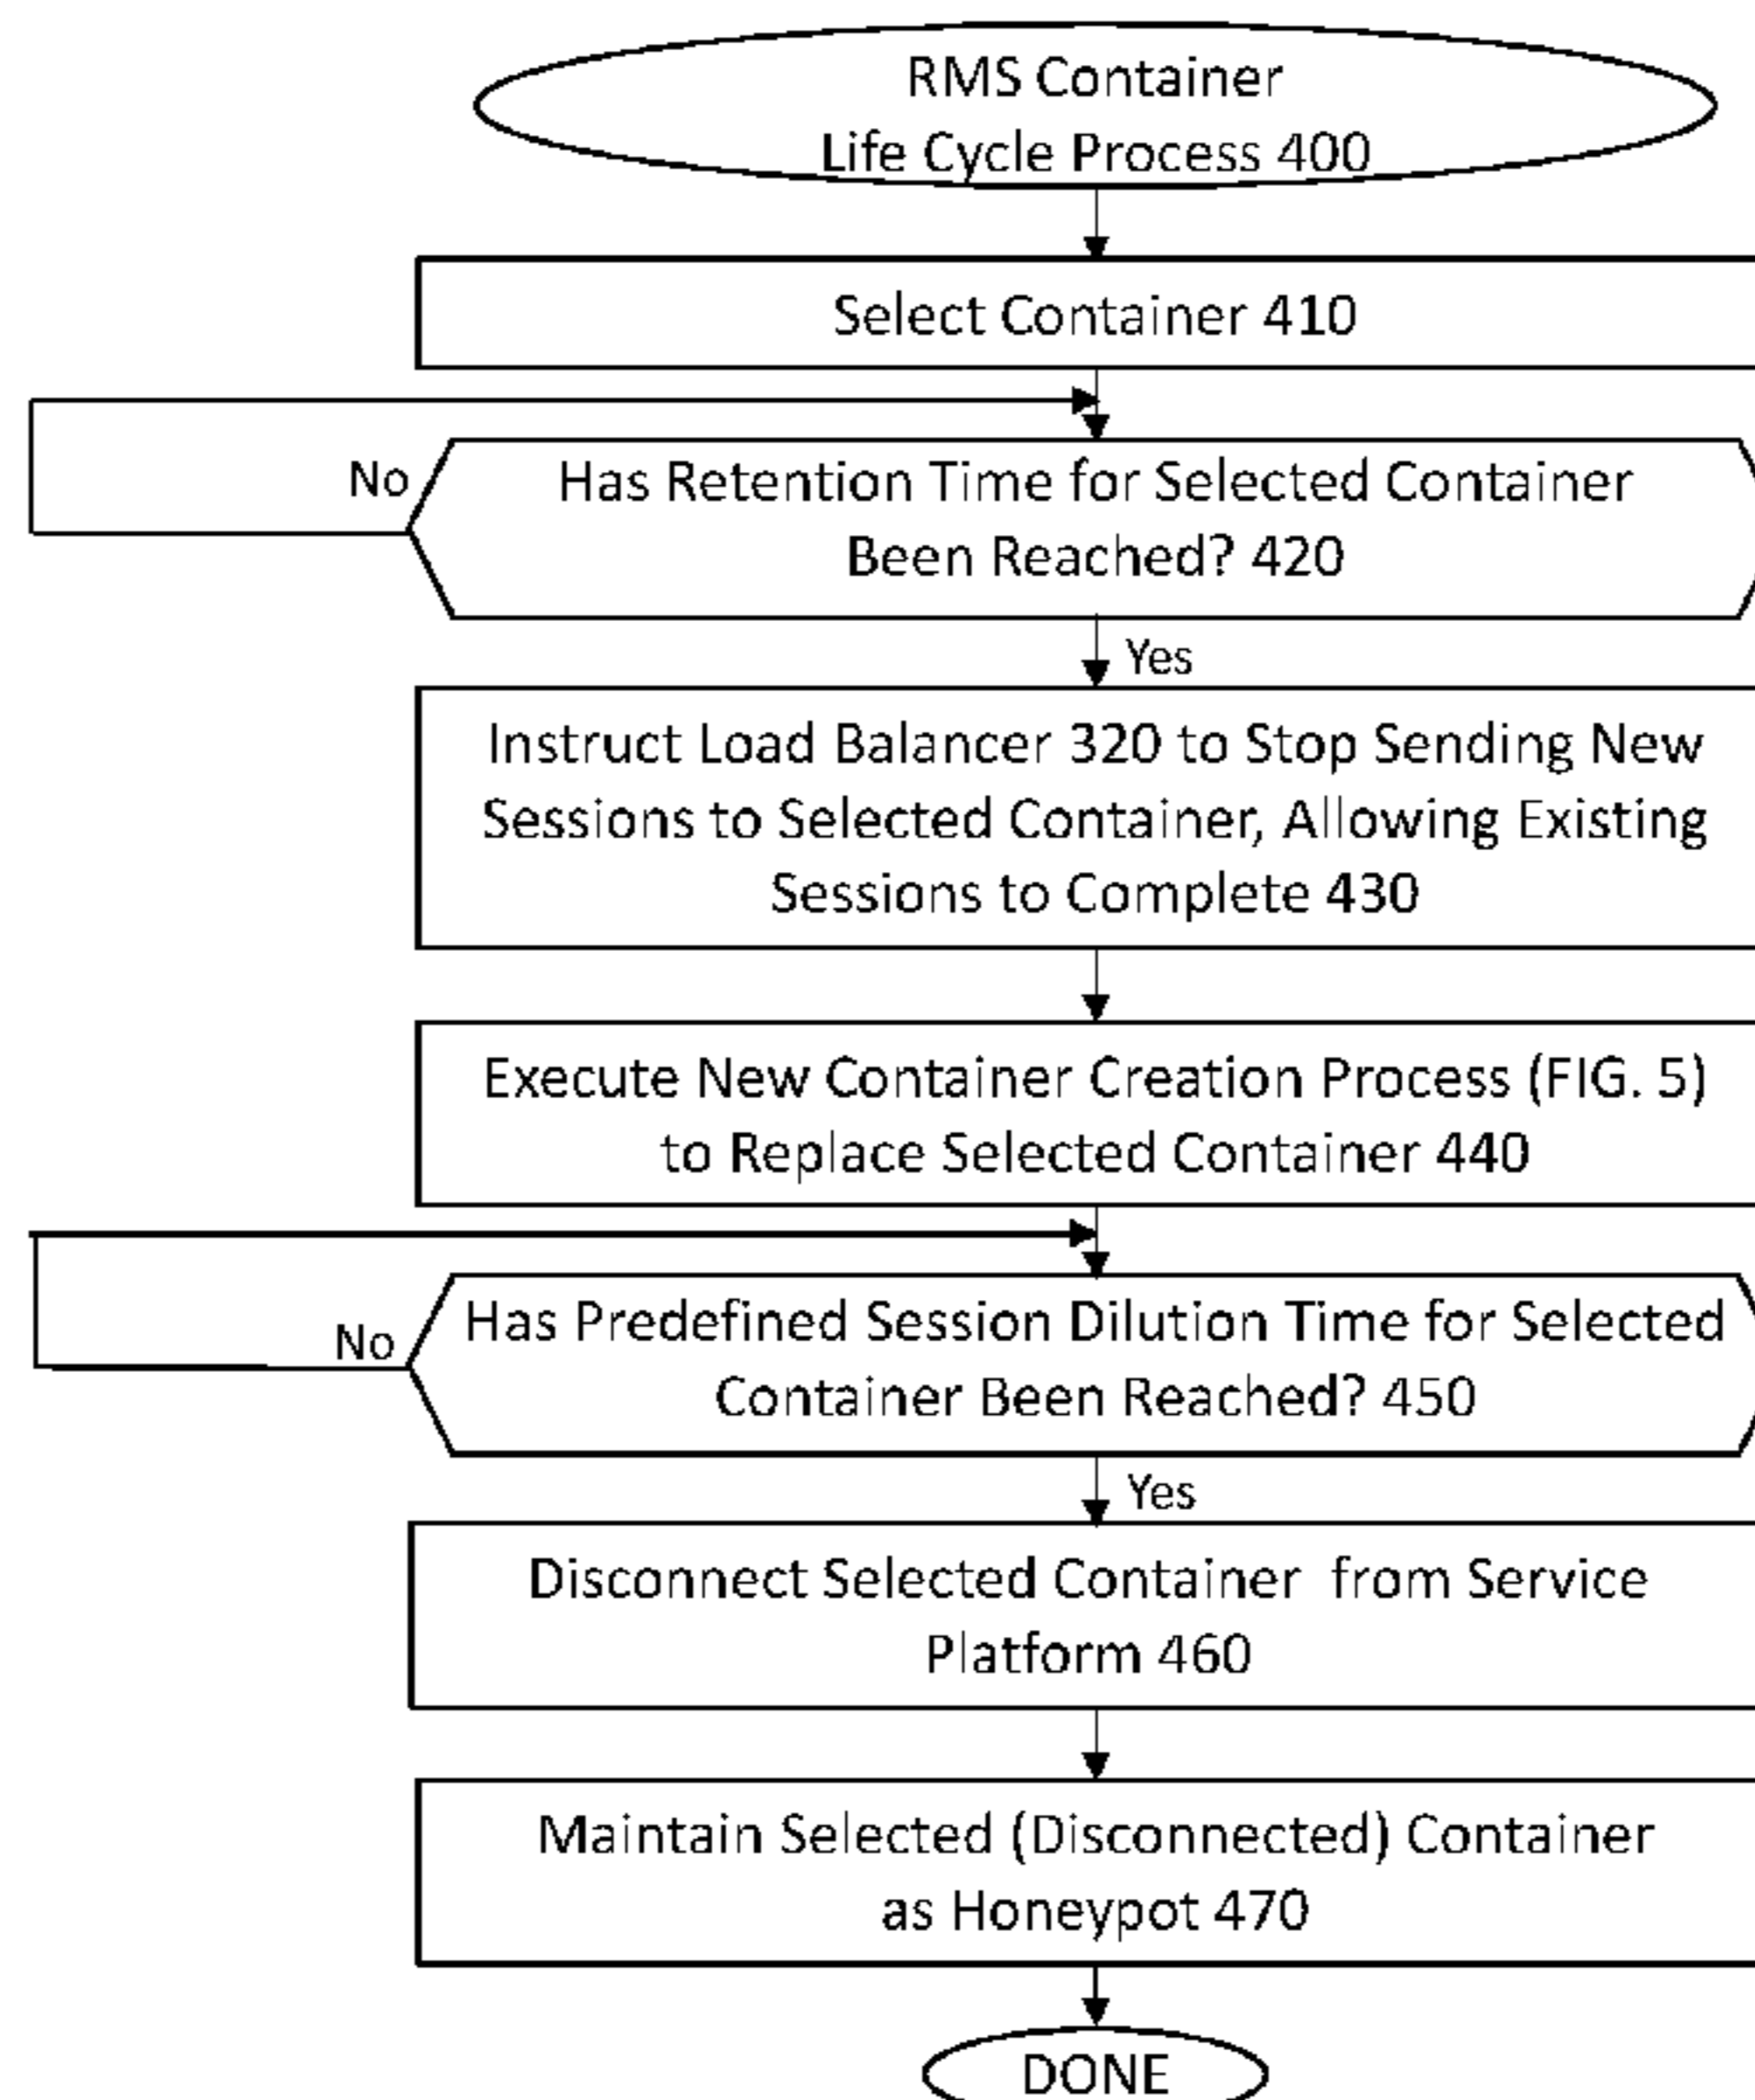 RMS Container
Life Cycle Process 400
Select Container 410
No
Has Retention Time for Selected Container
Been Reached? 420
Yes
Instruct Load Balancer 320 to Stop Sending New
Sessions to Selected Container, Allowing Existing
Sessions to Complete 430
Execute New Container Creation Process (FIG. 5)
to Replace Selected Container 440
No
Has Predefined Session Dilution Time for Selected
Container Been Reached? 450
Yes
Disconnect Selected Container from Service
Platform 460
Maintain Selected (Disconnected) Container
as Honeypot 470
DONE